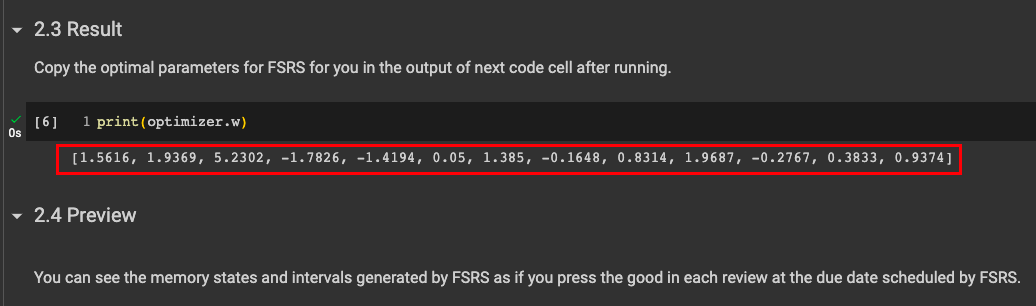 2.3 Result
Copy the optimal parameters for FSRS for you in the output of next code cell after running.
[6] 1 print(optimizer.w)
0s
[1.5616, 1.9369, 5.2302, -1.7826, -1.4194, 0.05, 1.385, -0.1648, 0.8314, 1.9687, -0.2767, 0.3833, 0.9374]
2.4 Preview
You can see the memory states and intervals generated by FSRS as if you press the good in each review at the due date scheduled by FSRS.